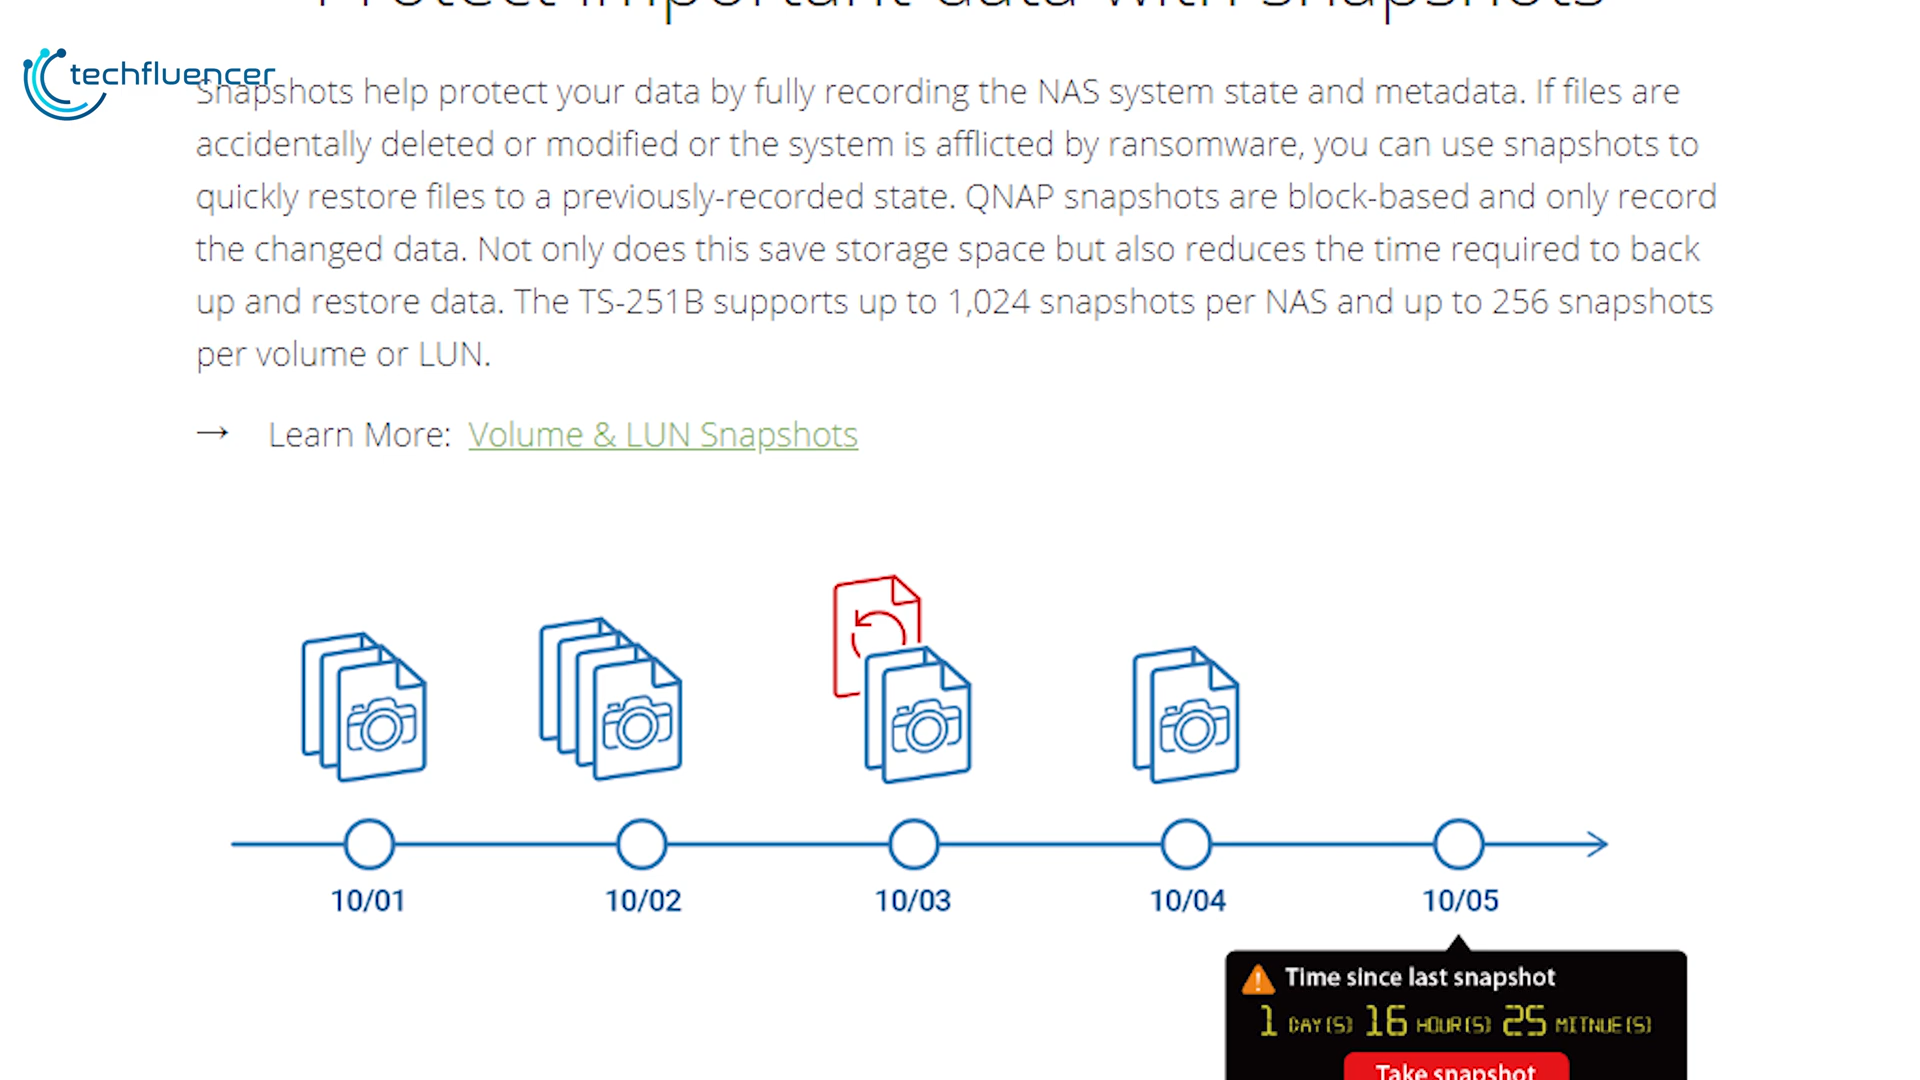 Protect important data with snapshots
techfluencer
Snapshots help protect your data by fully recording the NAS system state and metadata. If files are
accidentally deleted or modified or the system is afflicted by ransomware, you can use snapshots to
quickly restore files to a previously-recorded state. QNAP snapshots are block-based and only record
the changed data. Not only does this save storage space but also reduces the time required to back
up and restore data. The TS-251B supports up to 1,024 snapshots per NAS and up to 256 snapshots
per volume or LUN.
→ Learn More: Volume & LUN Snapshots
10/01 10/02 10/03 10/04 10/05
Time since last snapshot
1 DAY(S) 16 HOUR(S) 25 MITNUE(S)
Take snapshot